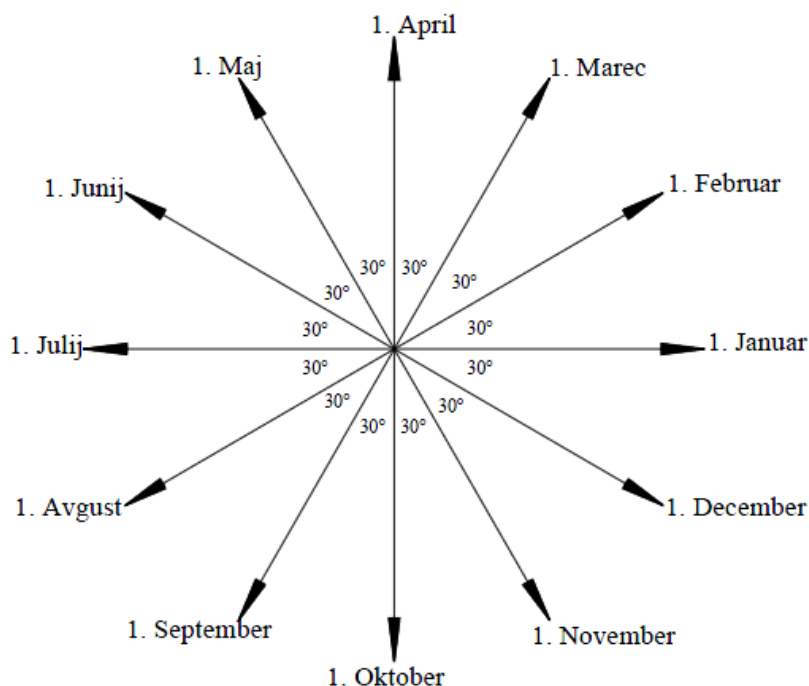 1. April
1. Maj
1. Marec
1. Junij
1. Februar
30° 30°
30° 30°
30° 30°
1. Julij
1. Januar
30° 30°
30° 30°
30° 30°
1. Avgust
1. December
1. September
1. November
1. Oktober